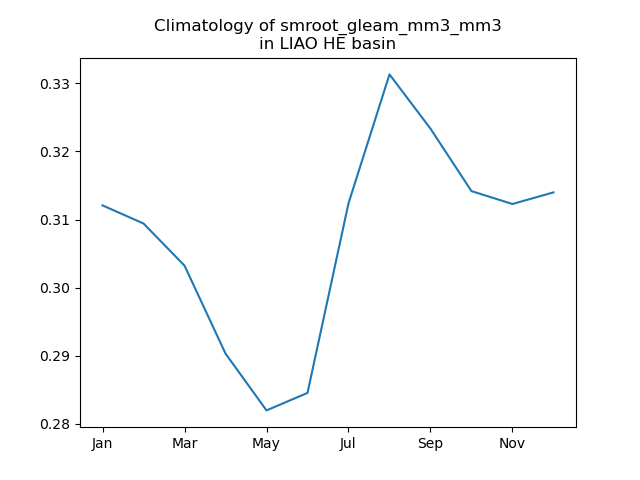 Climatology of smroot_gleam_mm3_mm3
in LIAO HE basin
0.33
0.32
0.31
0.30
0.29
0.28
Jan Mar May Jul Sep Nov